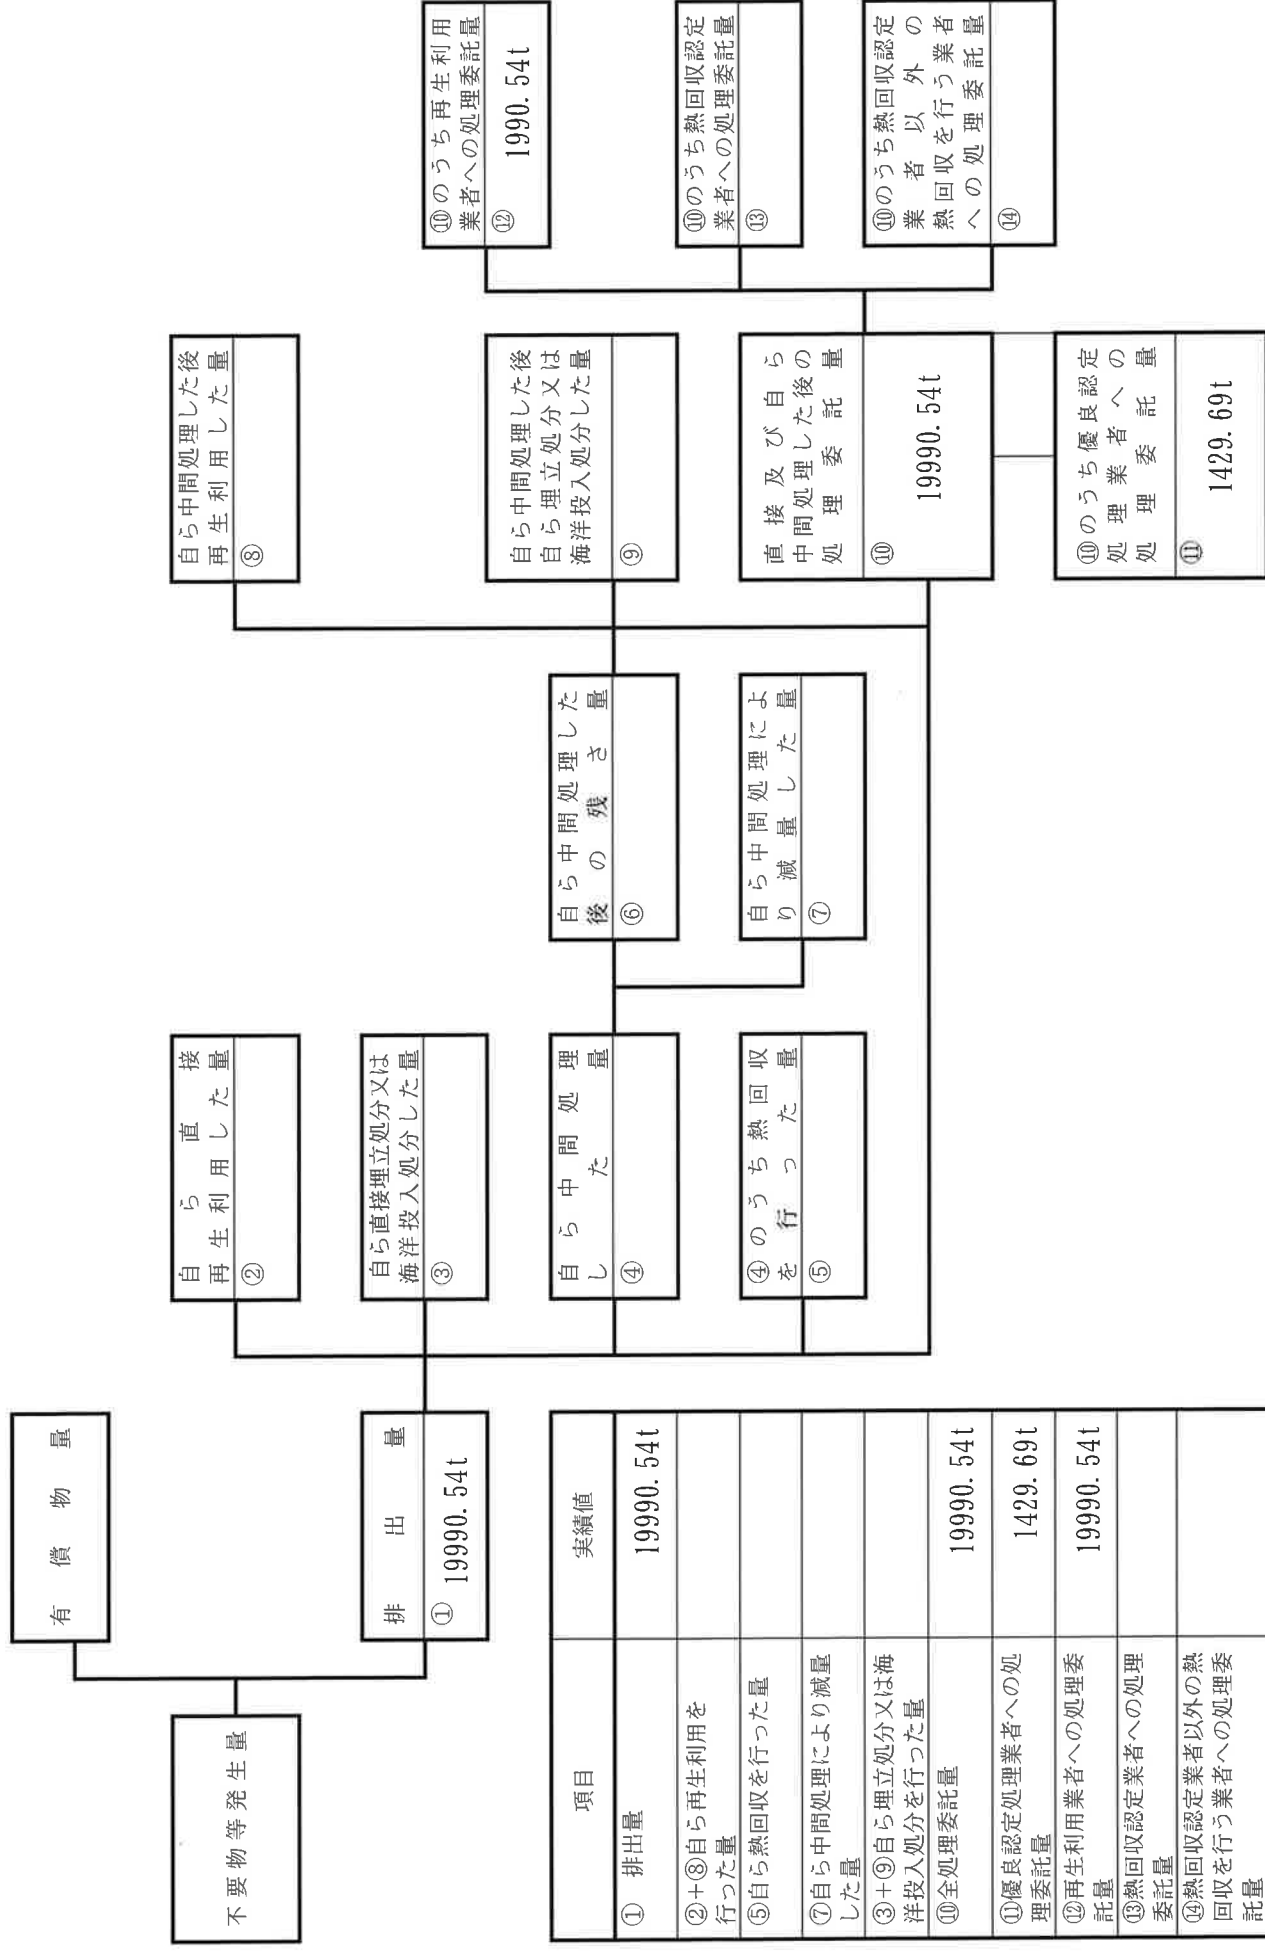 不要物等発生量
有償物量
排出量
① 19990.54t
自ら直接
再生利用した量
②
自ら直接埋立処分又は
海洋投入処分した量
③
自ら中間処理
した量
④
④のうち熱回収
を行った量
⑤
自ら中間処理した
後の残さ量
⑥
自ら中間処理によ
り減量した量
⑦
自ら中間処理した後
再生利用した量
⑧
自ら中間処理した後
自ら埋立処分又は
海洋投入処分した量
⑨
直接及び自ら
中間処理した後の
処理委託量
⑩
19990.54t
⑩のうち優良認定
処理業者への
処理委託量
⑪
1429.69t
⑩のうち再生利用
業者への処理委託量
⑫ 1990.54t
⑩のうち熱回収認定
業者への処理委託量
⑬
⑩のうち熱回収認定
業者以外の
熱回収を行う業者
への処理委託量
⑭
項目 実績値
① 排出量 19990.54t
②+⑧自ら再生利用を
行った量
⑤自ら熱回収を行った量
⑦自ら中間処理により減量
した量
③+⑨自ら埋立処分又は海
洋投入処分を行った量
⑩全処理委託量 19990.54t
⑪優良認定処理業者への処
理委託量 1429.69t
⑫再生利用業者への処理委
託量 19990.54t
⑬熱回収認定業者への処理
委託量
⑭熱回収認定業者以外の熱
回収を行う業者への処理委
託量